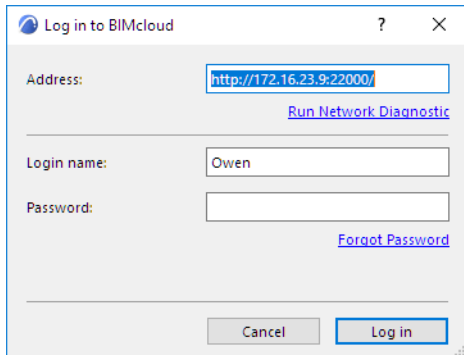 Log in to BIMcloud ?
Address: http://172.16.23.9:22000/
Run Network Diagnostic
Login name: Owen
Password:
Forgot Password
Cancel Log in